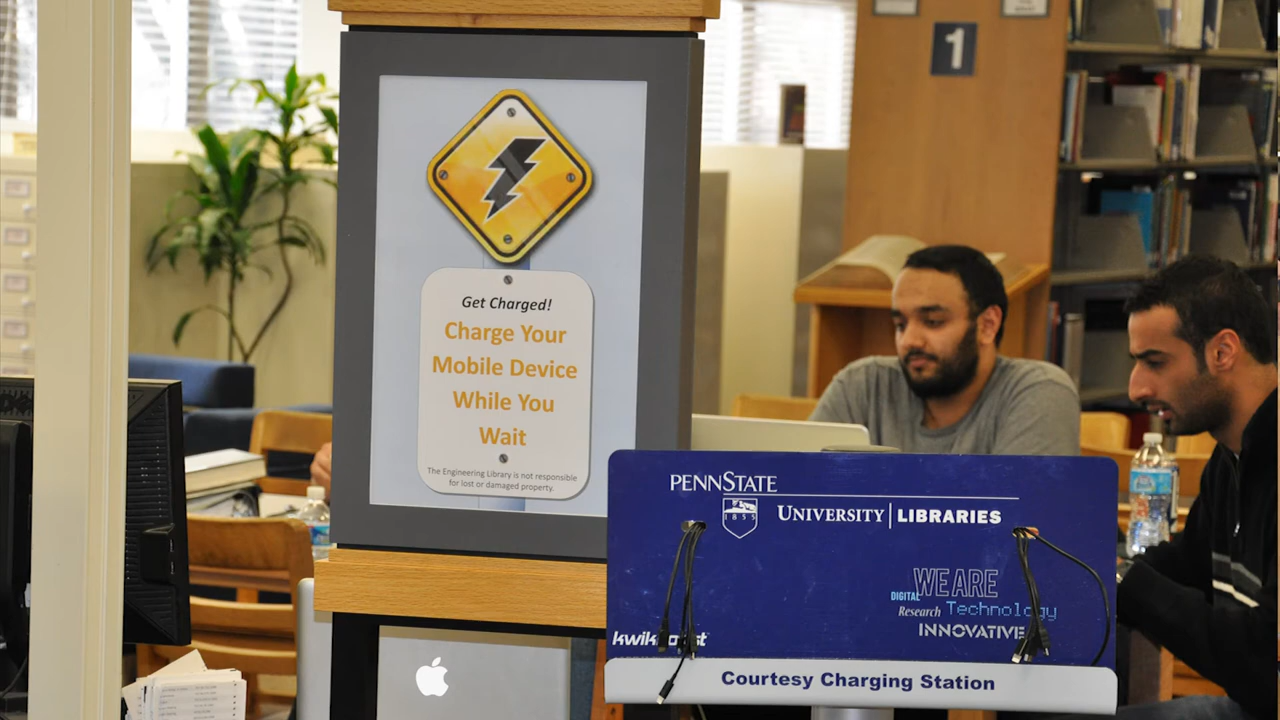 1
Get Charged!
Charge Your
Mobile Device
While You
Wait
The Engineering Library is not responsible
for lost or damaged property.
PENNSTATE
1855
UNIVERSITY LIBRARIES
WE ARE
DIGITAL
Research Technology
INNOVATIVE
Courtesy Charging Station